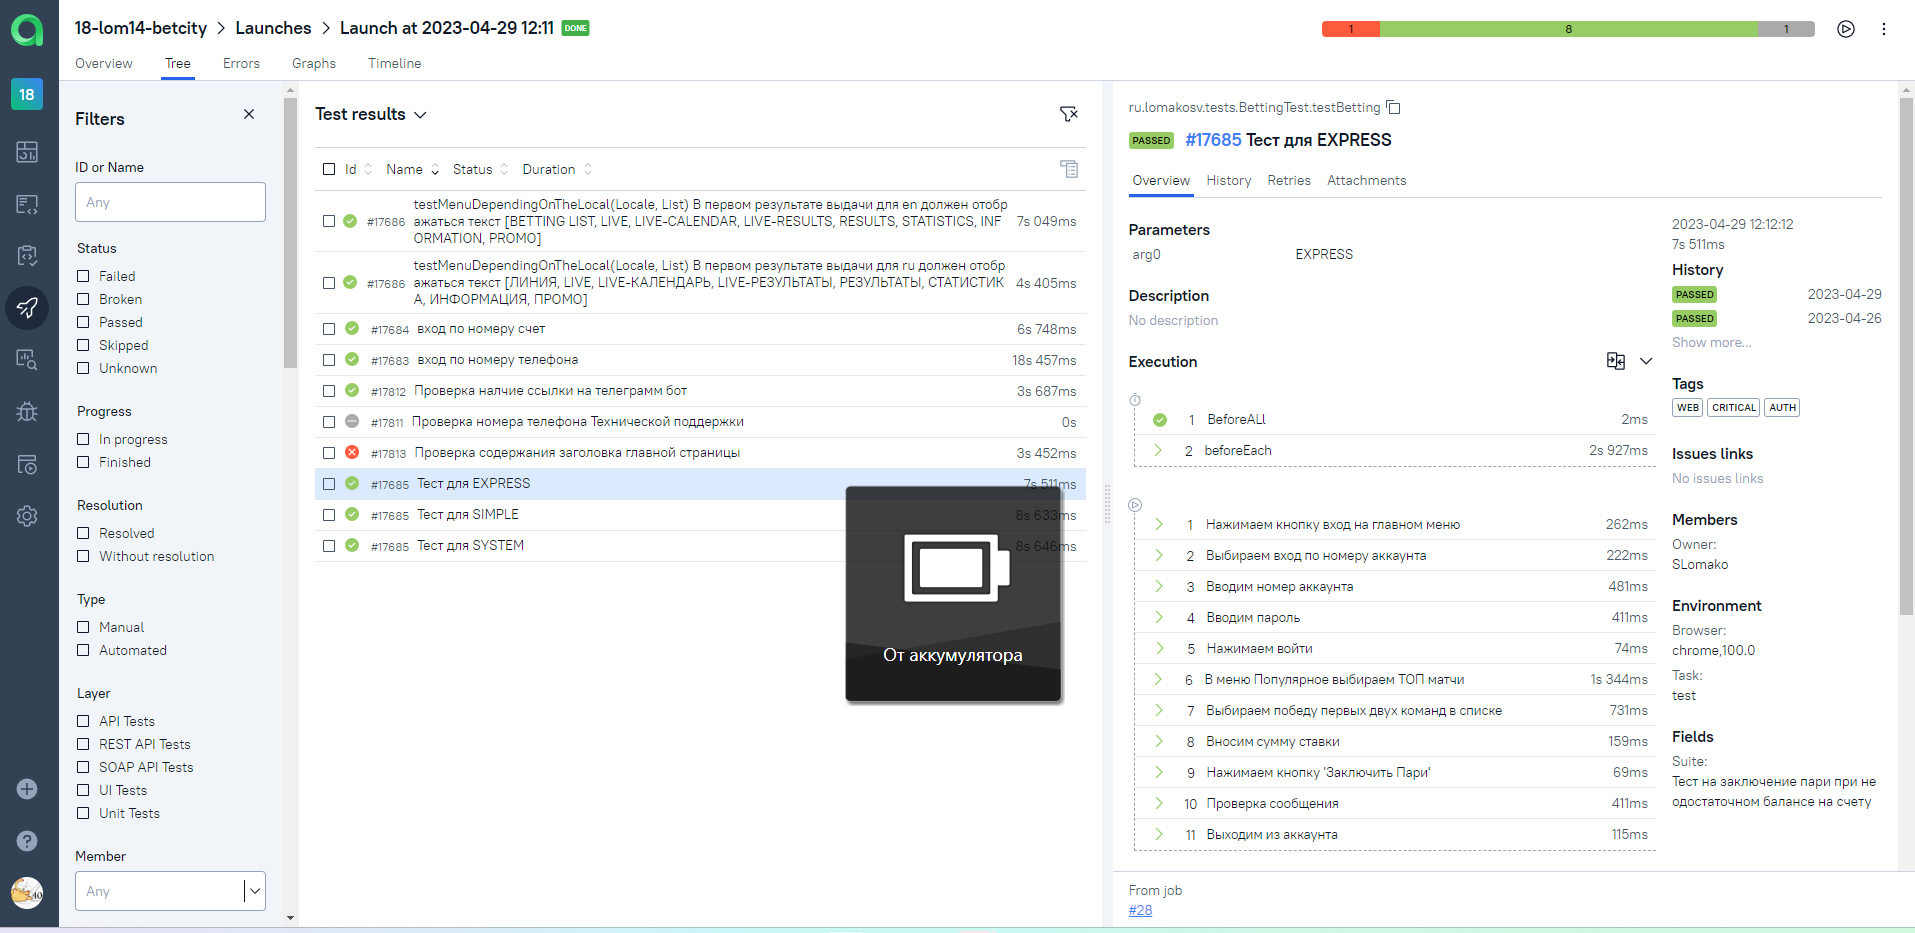 18-lom14-betcity > Launches > Launch at 2023-04-29 12:11 DONE
1 8 1
Overview Tree Errors Graphs Timeline
18
Filters
ID or Name
Any
Status
Failed
Broken
Passed
Skipped
Unknown
Progress
In progress
Finished
Resolution
Resolved
Without resolution
Type
Manual
Automated
Layer
API Tests
REST API Tests
SOAP API Tests
UI Tests
Unit Tests
Member
Any
Test results
Id Name Status Duration
testMenuDependingOnTheLocal(Locale, List) В первом результате выдачи для en должен отобр
#17686 ажаться текст [BETTING LIST, LIVE, LIVE-CALENDAR, LIVE-RESULTS, RESULTS, STATISTICS, INF 7s 049ms
ORMATION, PROMO]
testMenuDependingOnTheLocal(Locale, List) В первом результате выдачи для ru должен отобр
#17686 ажаться текст [ЛИНИЯ, LIVE, LIVE-КАЛЕНДАРЬ, LIVE-РЕЗУЛЬТАТЫ, РЕЗУЛЬТАТЫ, СТАТИСТИК 4s 405ms
А, ИНФОРМАЦИЯ, ПРОМО]
#17684 вход по номеру счет 6s 748ms
#17683 вход по номеру телефона 18s 457ms
#17812 Проверка налчие ссылки на телеграмм бот 3s 687ms
#17811 Проверка номера телефона Технической поддержки 0s
#17813 Проверка содержания заголовка главной страницы 3s 452ms
#17685 Тест для EXPRESS 7s 511ms
#17685 Тест для SIMPLE 8s 633ms
#17685 Тест для SYSTEM 8s 646ms
От аккумулятора
ru.lomakosv.tests.BettingTest.testBetting
PASSED #17685 Тест для EXPRESS
Overview History Retries Attachments
Parameters
arg0 EXPRESS
Description
No description
Execution
1 BeforeALl 2ms
2 beforeEach 2s 927ms
1 Нажимаем кнопку вход на главном меню 262ms
2 Выбираем вход по номеру аккаунта 222ms
3 Вводим номер аккаунта 481ms
4 Вводим пароль 411ms
5 Нажимаем войти 74ms
6 В меню Популярное выбираем ТОП матчи 1s 344ms
7 Выбираем победу первых двух команд в списке 731ms
8 Вносим сумму ставки 159ms
9 Нажимаем кнопку 'Заключить Пари' 69ms
10 Проверка сообщения 411ms
11 Выходим из аккаунта 115ms
2023-04-29 12:12:12
7s 511ms
History
PASSED 2023-04-29
PASSED 2023-04-26
Show more...
Tags
WEB CRITICAL AUTH
Issues links
No issues links
Members
Owner:
SLomako
Environment
Browser:
chrome,100.0
Task:
test
Fields
Suite:
Тест на заключение пари при не
одостаточном балансе на счету
From job
#28